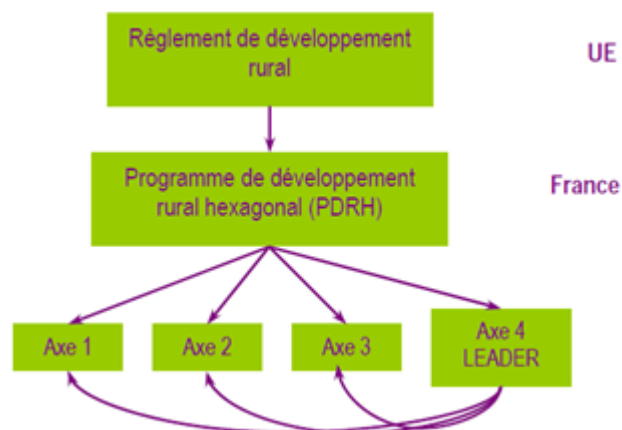 Règlement de développement
rural
UE
Programme de développement
rural hexagonal (PDRH)
France
Axe 1
Axe 2
Axe 3
Axe 4
LEADER